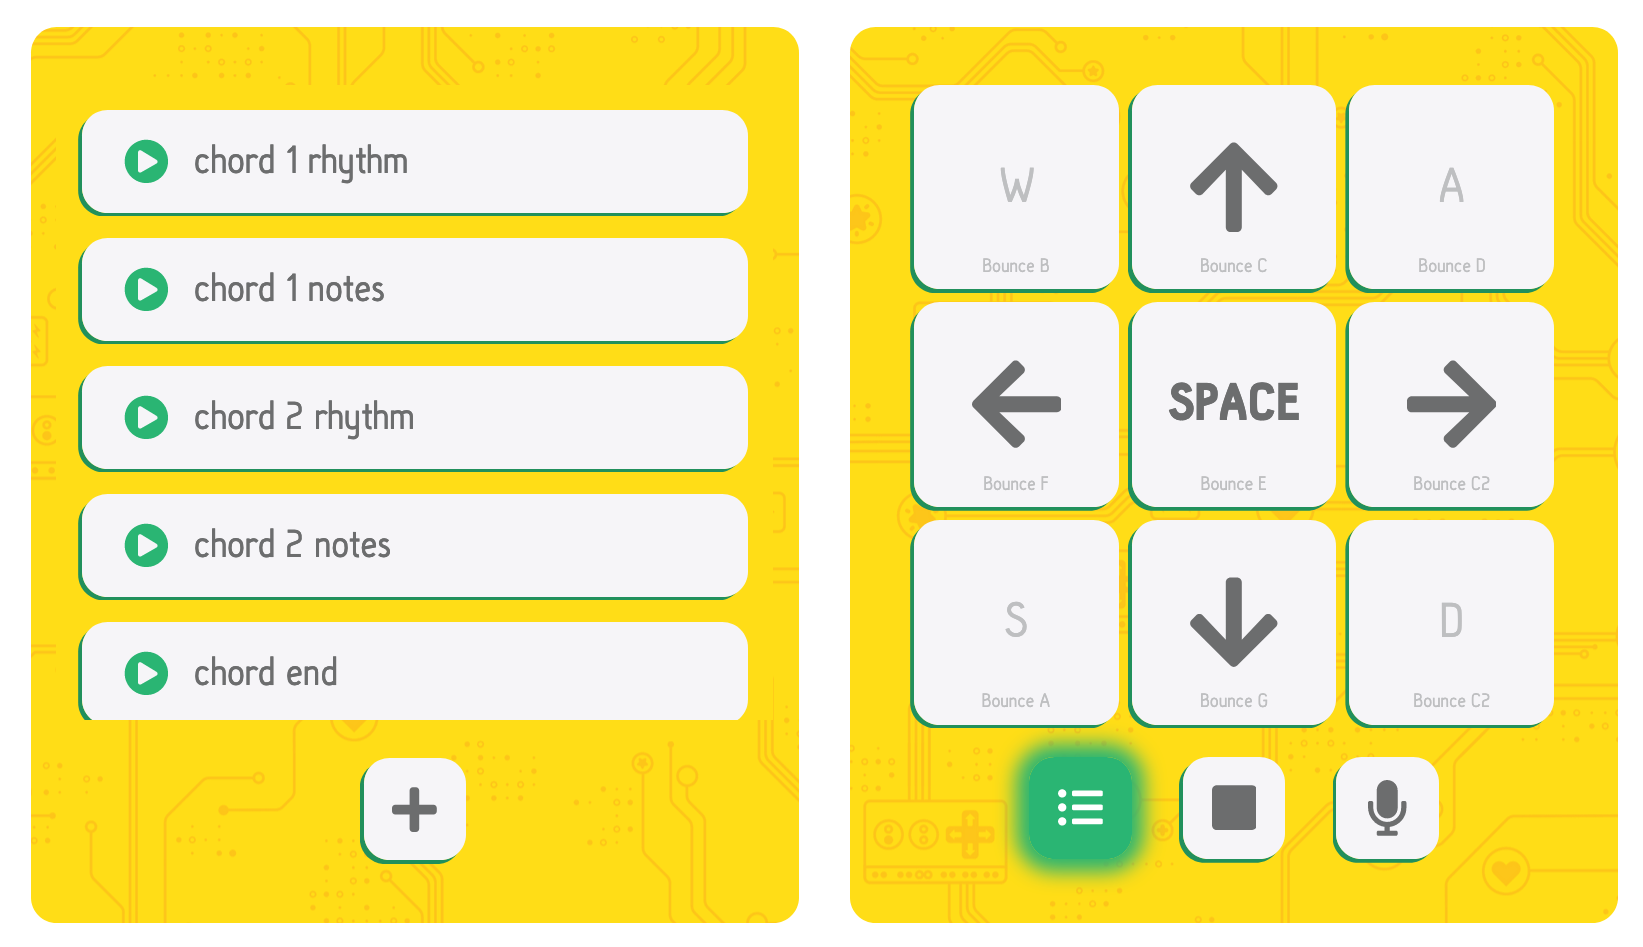 chord 1 rhythm
chord 1 notes
chord 2 rhythm
chord 2 notes
chord end
W
Bounce B
Bounce C
A
Bounce D
Bounce F
SPACE
Bounce E
Bounce C2
S
Bounce A
Bounce G
D
Bounce C2